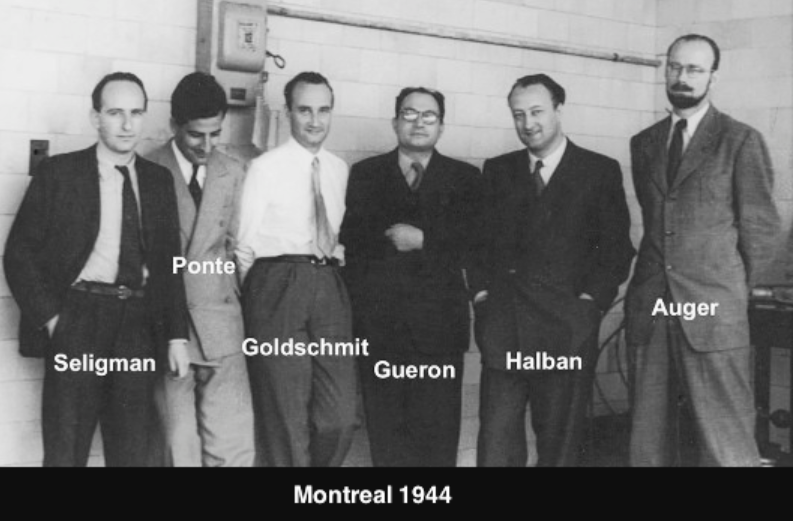 Ponte
Auger
Goldschmit
Seligman
Gueron
Halban
Montreal 1944